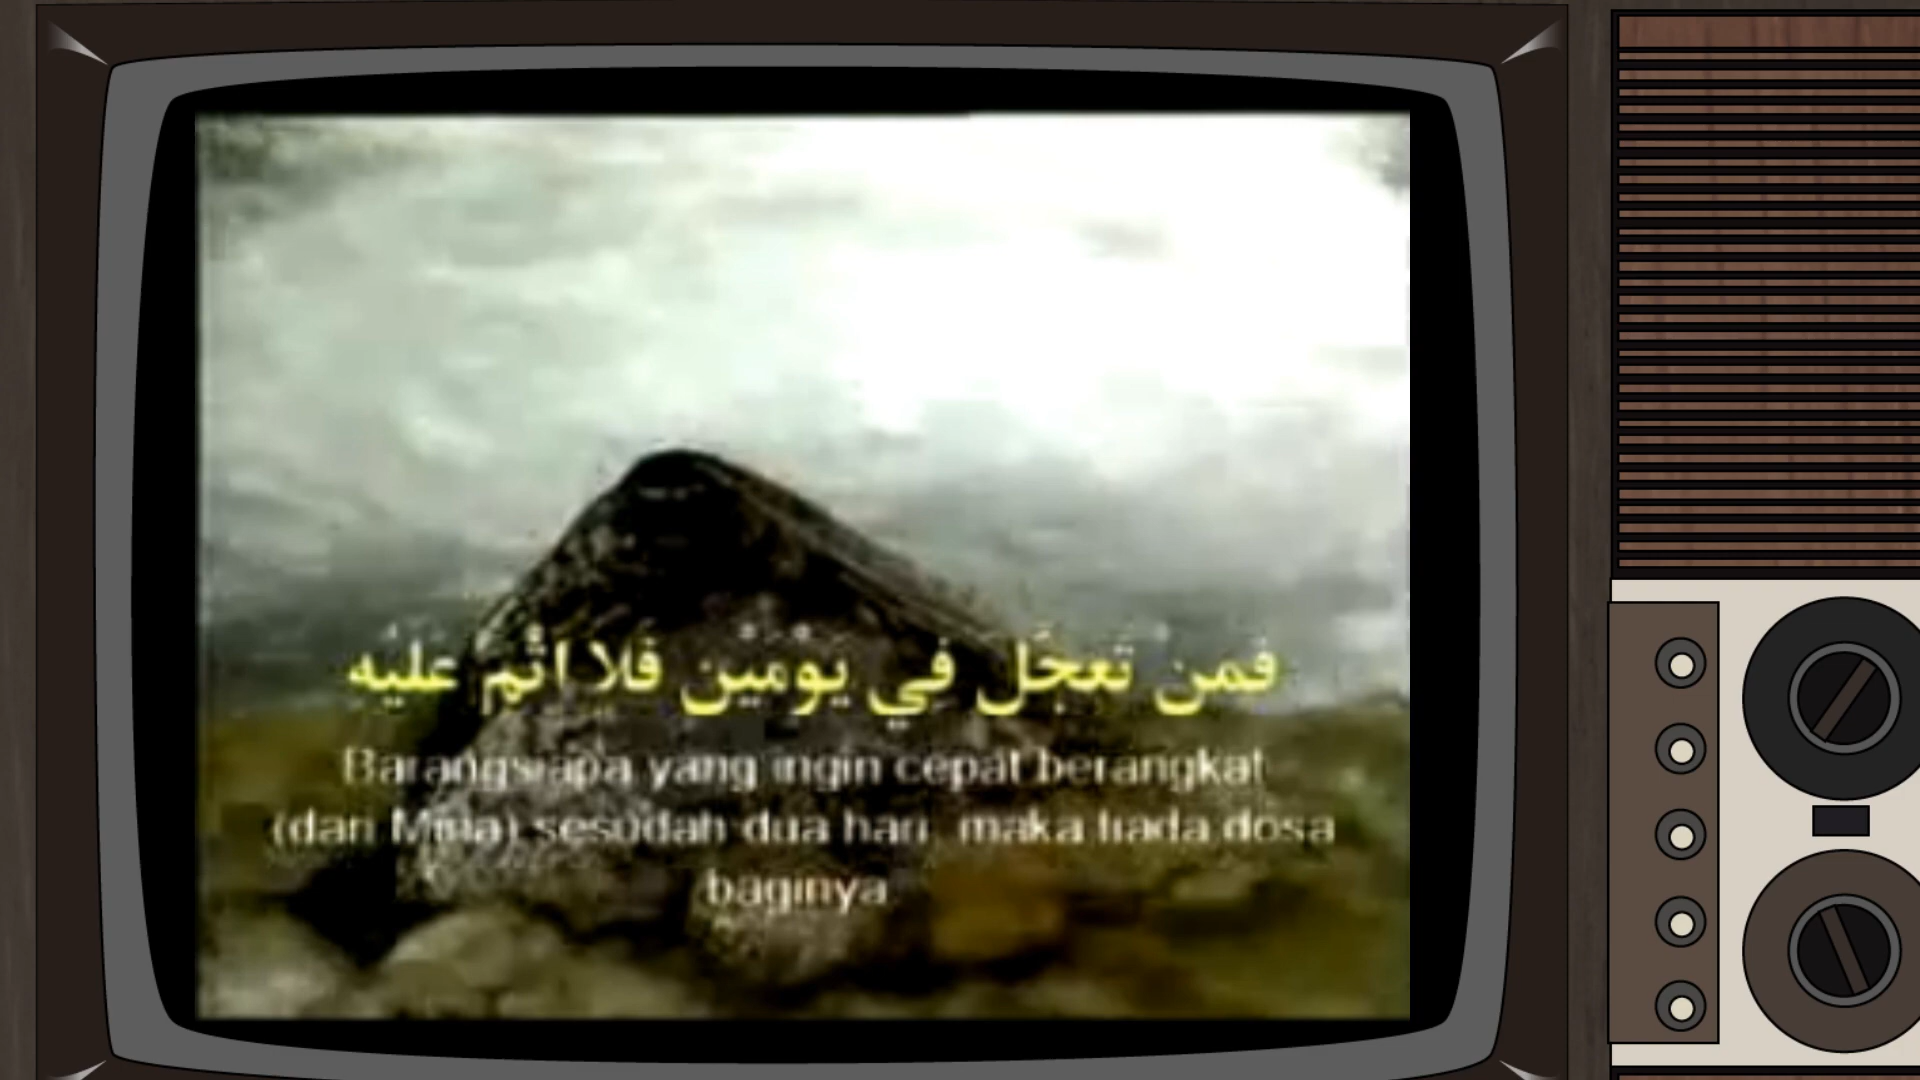 فمن تعجل في يومين فلا اثم عليه
Barangsiapa yang ingin cepat berangkat
(dari Mina) sesudah dua hari, maka tiada dosa
baginya